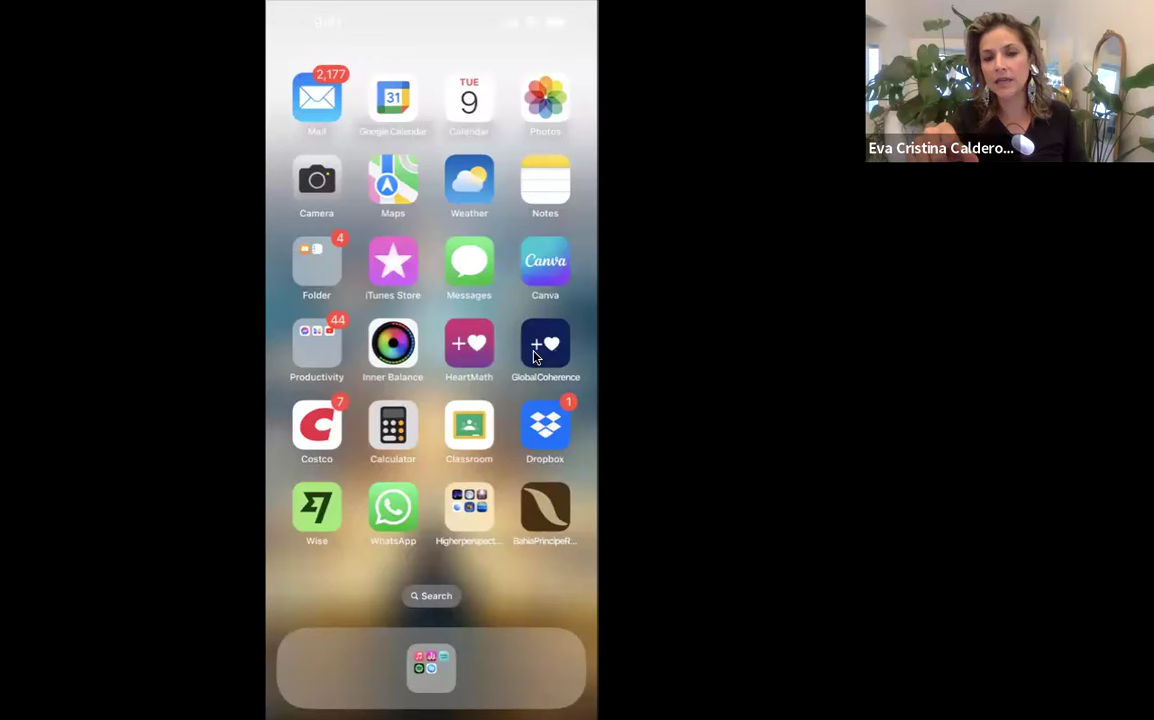 2,177
TUE
31
9
Mail
Google Calendar
Calendar
Photos
Eva Cristina Caldero...
Camera
Maps
Weather
Notes
4
Canva
Folder
iTunes Store
Messages
Canva
44
Productivity
Inner Balance
HeartMath
GlobalCoherence
7
1
Costco
Calculator
Classroom
Dropbox
Wise
WhatsApp
Higherperspect...
BahiaPrincipeR...
Search